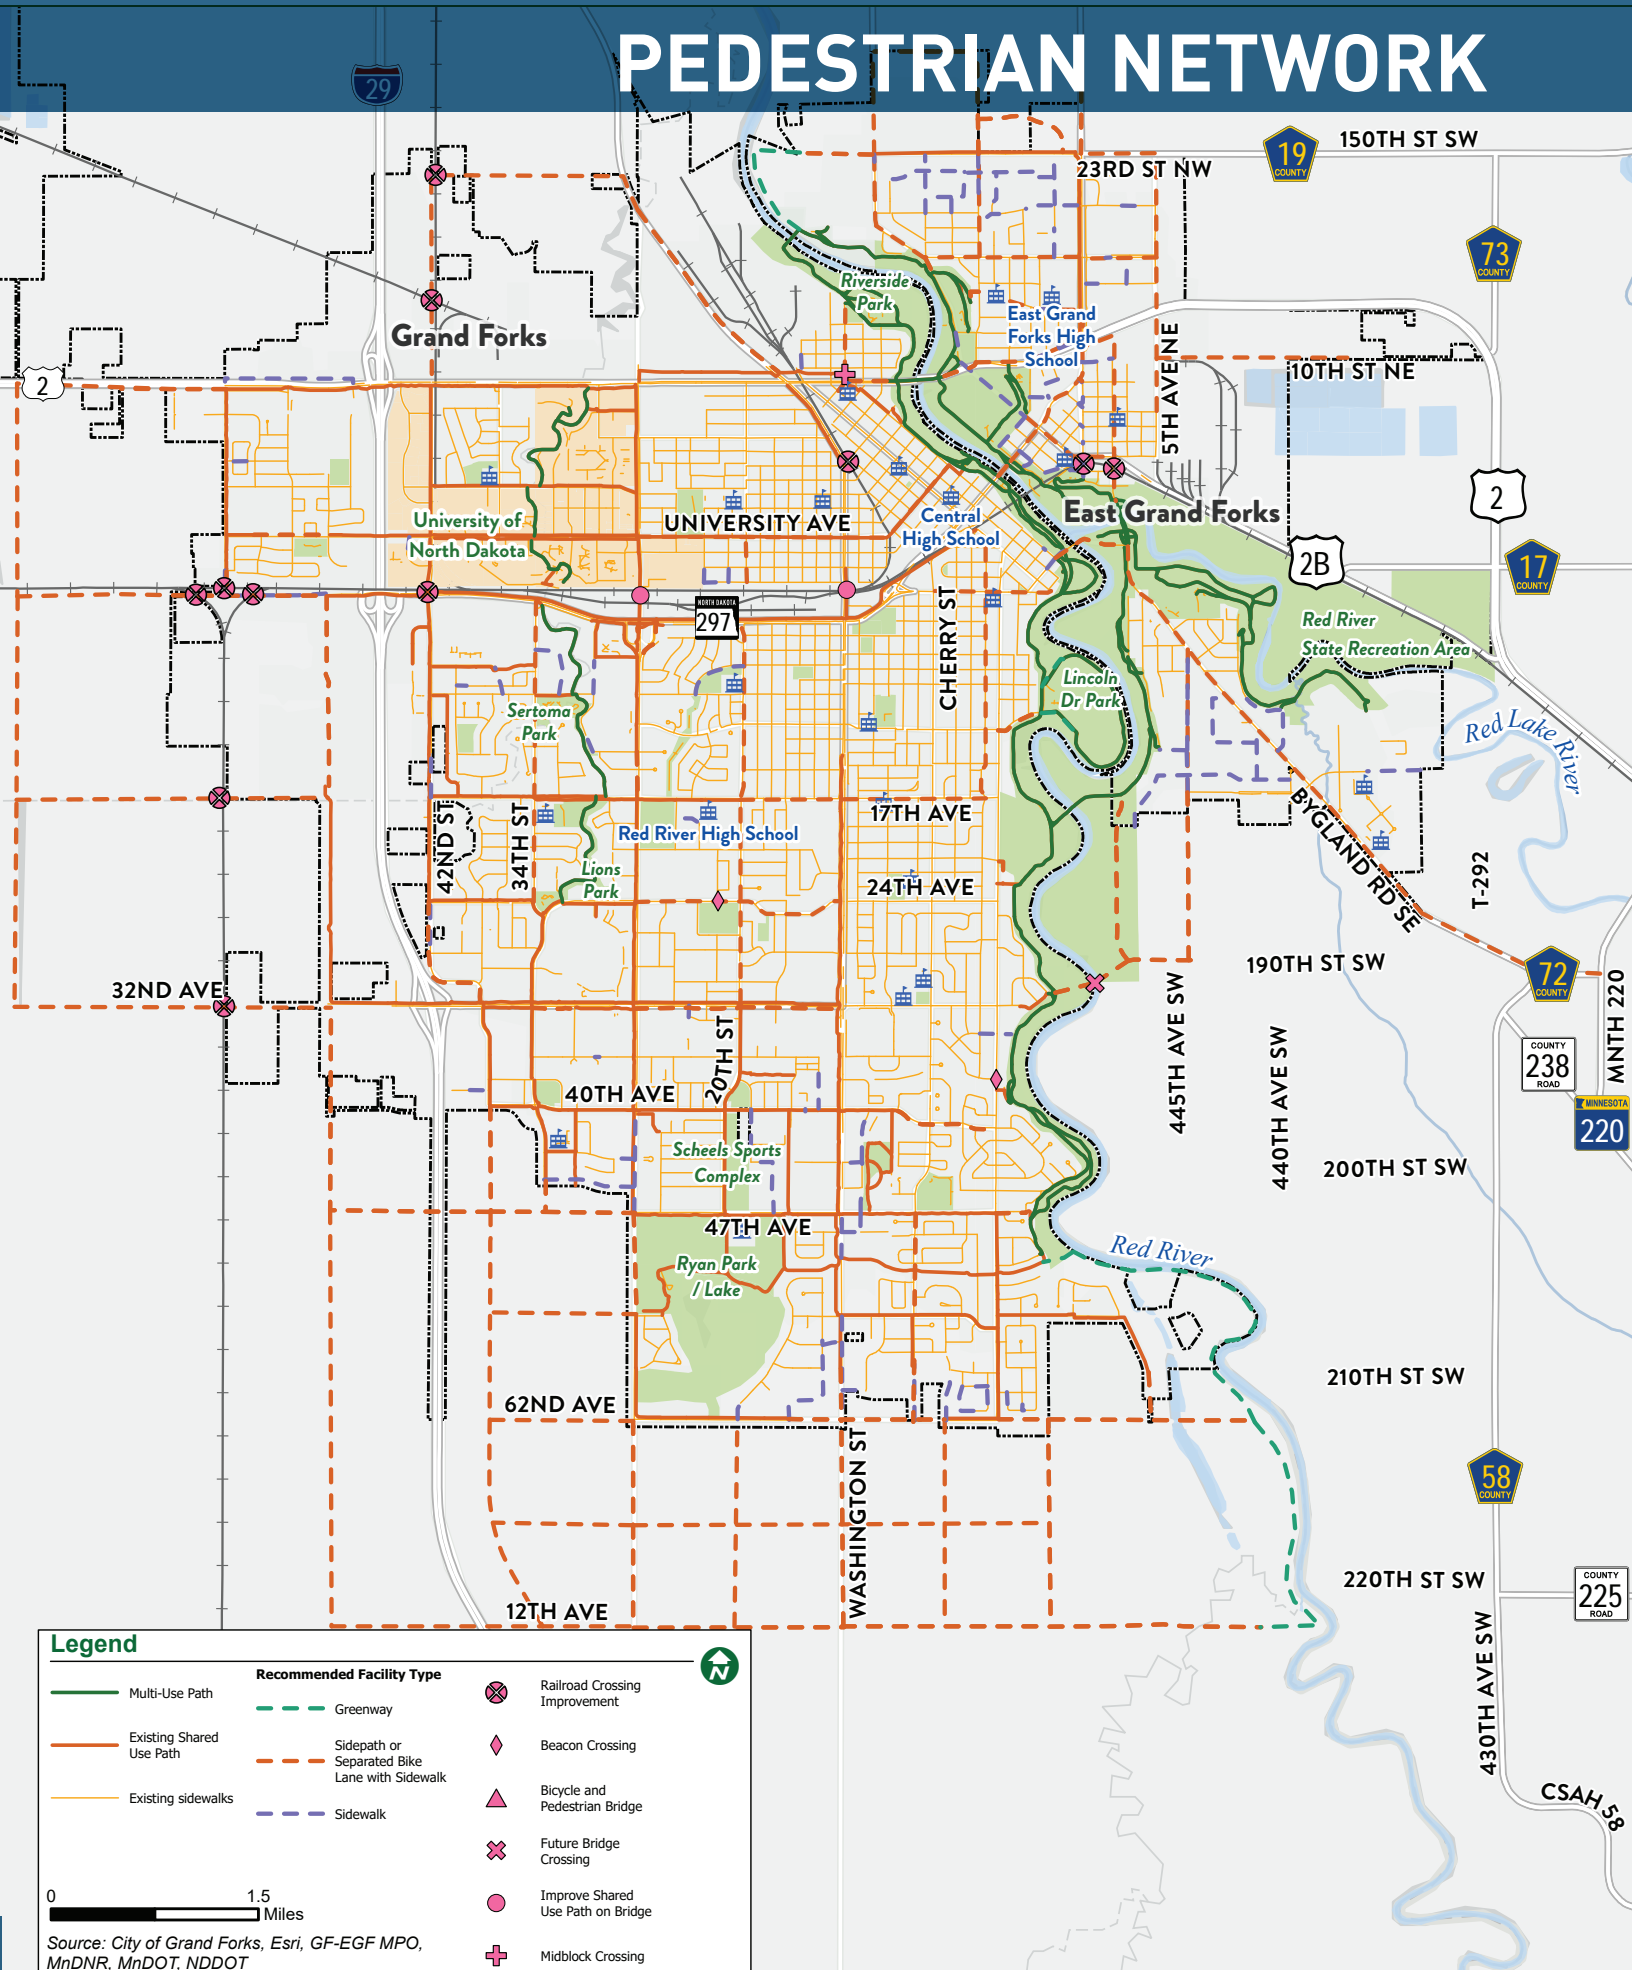 PEDESTRIAN NETWORK
29
150TH ST SW
19
COUNTY
23RD ST NW
73
COUNTY
Riverside
Park
East Grand
Forks High
School
Grand Forks
5TH AVENE
10TH ST NE
2
2
University of
North Dakota
UNIVERSITY AVE
Central
High School
East Grand Forks
2B
17
COUNTY
NORTH DAKOTA
297
CHERRY ST
Red River
State Recreation Area
Lincoln
Dr Park
Sertoma
Park
Red Lake River
42ND ST
34TH ST
17TH AVE
Red River High School
BYGLAND RD SE
Lions
Park
24TH AVE
T-292
32ND AVE
190TH ST SW
72
COUNTY
MNTH 220
445TH AVE SW
440TH AVE SW
COUNTY
238
ROAD
20TH ST
40TH AVE
MINNESOTA
220
Scheels Sports
Complex
200TH ST SW
47TH AVE
Red River
Ryan Park
/ Lake
210TH ST SW
62ND AVE
WASHINGTON ST
58
COUNTY
220TH ST SW
COUNTY
225
ROAD
12TH AVE
430TH AVE SW
CSAH 58
Legend
N
Multi-Use Path
Existing Shared
Use Path
Existing sidewalks
Recommended Facility Type
Greenway
Sidepath or
Separated Bike
Lane with Sidewalk
Sidewalk
Railroad Crossing
Improvement
Beacon Crossing
Bicycle and
Pedestrian Bridge
Future Bridge
Crossing
Improve Shared
Use Path on Bridge
Midblock Crossing
0 1.5
Miles
Source: City of Grand Forks, Esri, GF-EGF MPO,
MnDNR, MnDOT, NDDOT